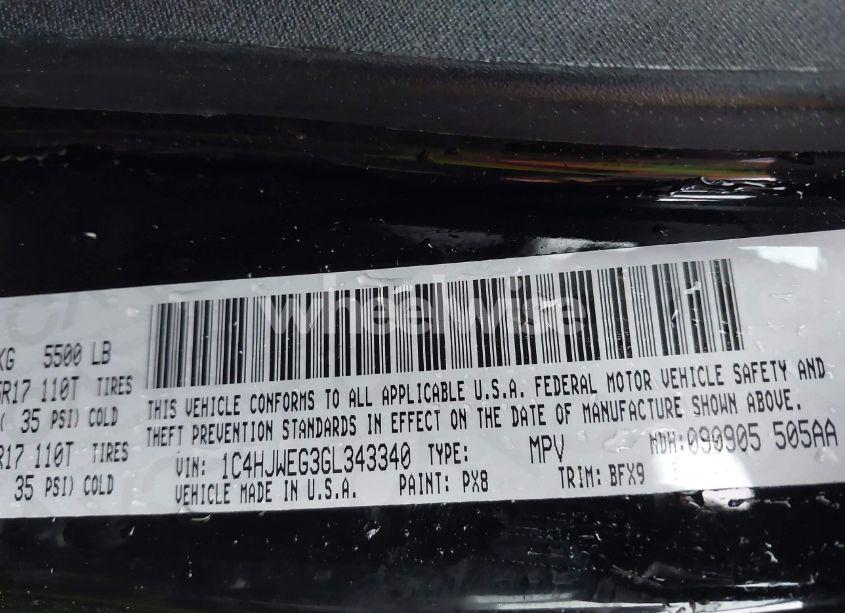 wheelwise
KG 5500 LB
R17 110T TIRES
35 PSI) COLD
R17 110T TIRES
35 PSI) COLD
THIS VEHICLE CONFORMS TO ALL APPLICABLE U.S.A. FEDERAL MOTOR VEHICLE SAFETY AND
THEFT PREVENTION STANDARDS IN EFFECT ON THE DATE OF MANUFACTURE SHOWN ABOVE.
VIN: 1C4HJWEG3GL343340 TYPE: MPV MDH:090905 505AA
VEHICLE MADE IN U.S.A. PAINT: PX8 TRIM: BFX9